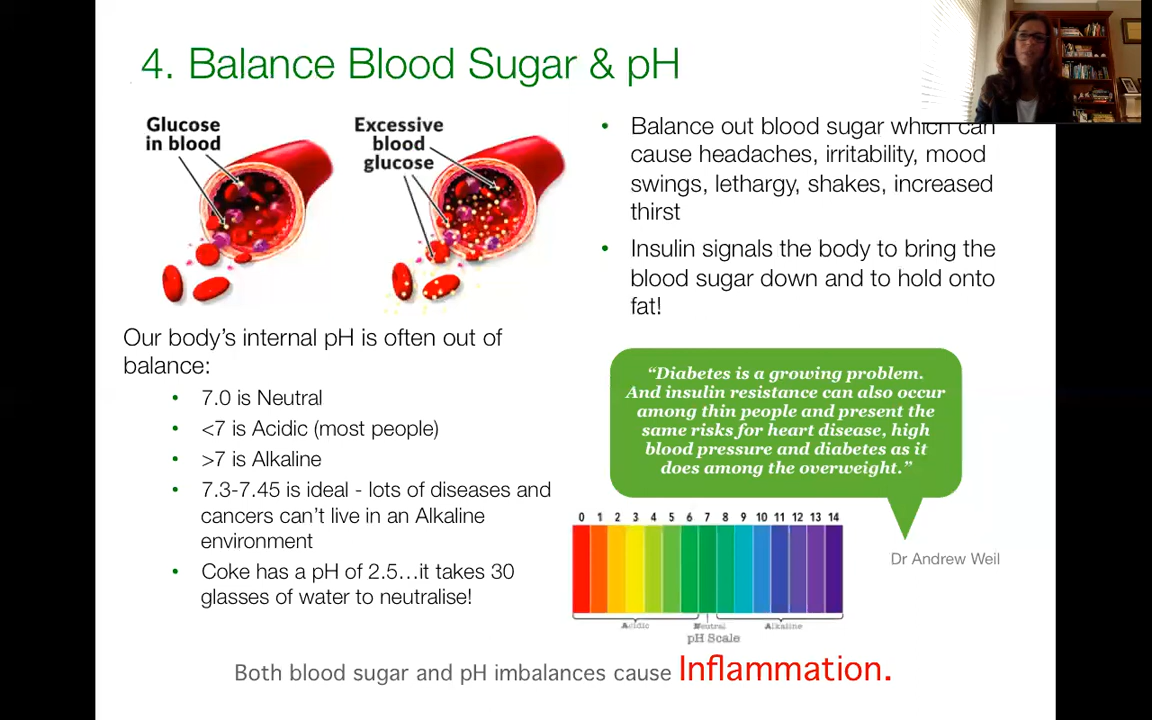 4. Balance Blood Sugar & pH
Glucose
in blood
Excessive
blood
glucose
• Balance out blood sugar which can
cause headaches, irritability, mood
swings, lethargy, shakes, increased
thirst
• Insulin signals the body to bring the
blood sugar down and to hold onto
fat!
Our body's internal pH is often out of
balance:
• 7.0 is Neutral
• <7 is Acidic (most people)
• >7 is Alkaline
• 7.3-7.45 is ideal - lots of diseases and
cancers can't live in an Alkaline
environment
• Coke has a pH of 2.5…it takes 30
glasses of water to neutralise!
“Diabetes is a growing problem.
And insulin resistance can also occur
among thin people and present the
same risks for heart disease, high
blood pressure and diabetes as it
does among the overweight.”
Dr Andrew Weil
0 1 2 3 4 5 6 7 8 9 10 11 12 13 14
Acidic Neutral Alkaline
pH Scale
Both blood sugar and pH imbalances cause Inflammation.